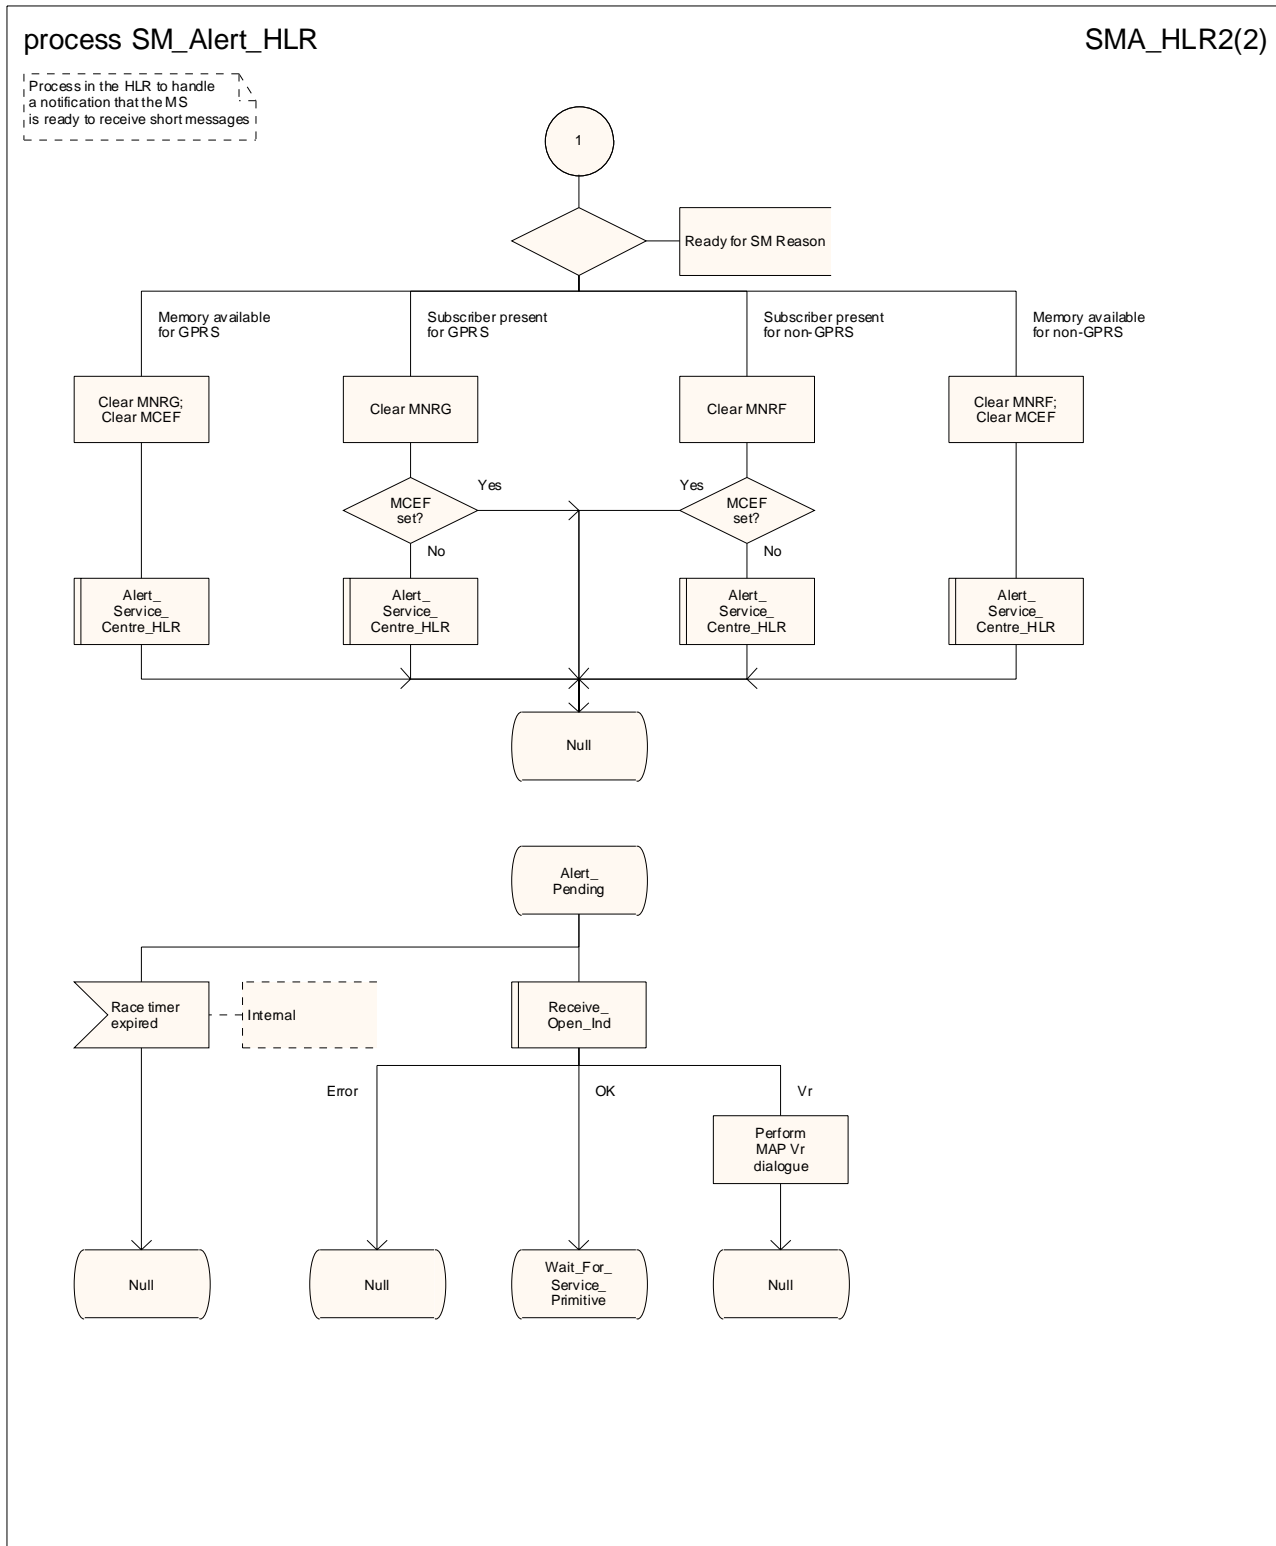 process SM_Alert_HLR
SMA_HLR2(2)
Process in the HLR to handle
a notification that the MS
is ready to receive short messages
1
Ready for SM Reason
Memory available
for GPRS
Subscriber present
for GPRS
Subscriber present
for non-GPRS
Memory available
for non-GPRS
Clear MNRG;
Clear MCEF
Clear MNRG
Clear MNRF
Clear MNRF;
Clear MCEF
MCEF
set?
Yes
No
Yes
MCEF
set?
No
Alert_
Service_
Centre_HLR
Alert_
Service_
Centre_HLR
Alert_
Service_
Centre_HLR
Alert_
Service_
Centre_HLR
Null
Alert_
Pending
Race timer
expired
Internal
Receive_
Open_Ind
Error
OK
Vr
Perform
MAP Vr
dialogue
Null
Null
Wait_For_
Service_
Primitive
Null